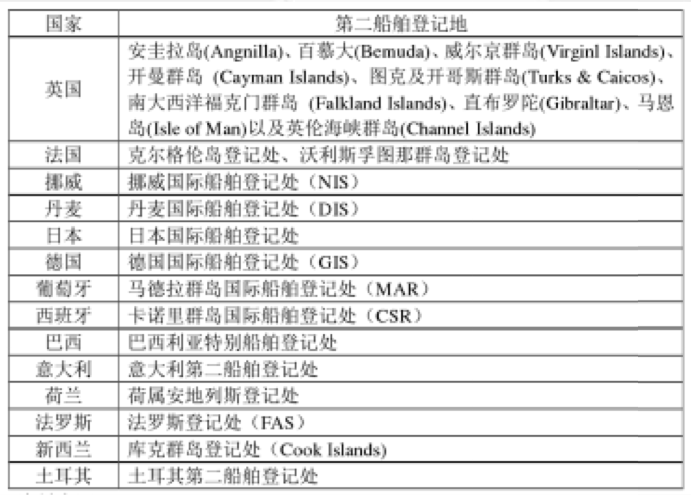 国家 第二船舶登记地
英国 安圭拉岛(Angnilla)、百慕大(Bemuda)、威尔京群岛(Virginl Islands)、
开曼群岛 (Cayman Islands)、图克及开哥斯群岛(Turks & Caicos)、
南大西洋福克门群岛 (Falkland Islands)、直布罗陀(Gibraltar)、马恩
岛(Isle of Man)以及英伦海峡群岛(Channel Islands)
法国 克尔格伦岛登记处、沃利斯孚图那群岛登记处
挪威 挪威国际船舶登记处（NIS）
丹麦 丹麦国际船舶登记处（DIS）
日本 日本国际船舶登记处
德国 德国国际船舶登记处（GIS）
葡萄牙 马德拉群岛国际船舶登记处（MAR）
西班牙 卡诺里群岛国际船舶登记处（CSR）
巴西 巴西利亚特别船舶登记处
意大利 意大利第二船舶登记处
荷兰 荷属安地列斯登记处
法罗斯 法罗斯登记处（FAS）
新西兰 库克群岛登记处（Cook Islands)
土耳其 土耳其第二船舶登记处